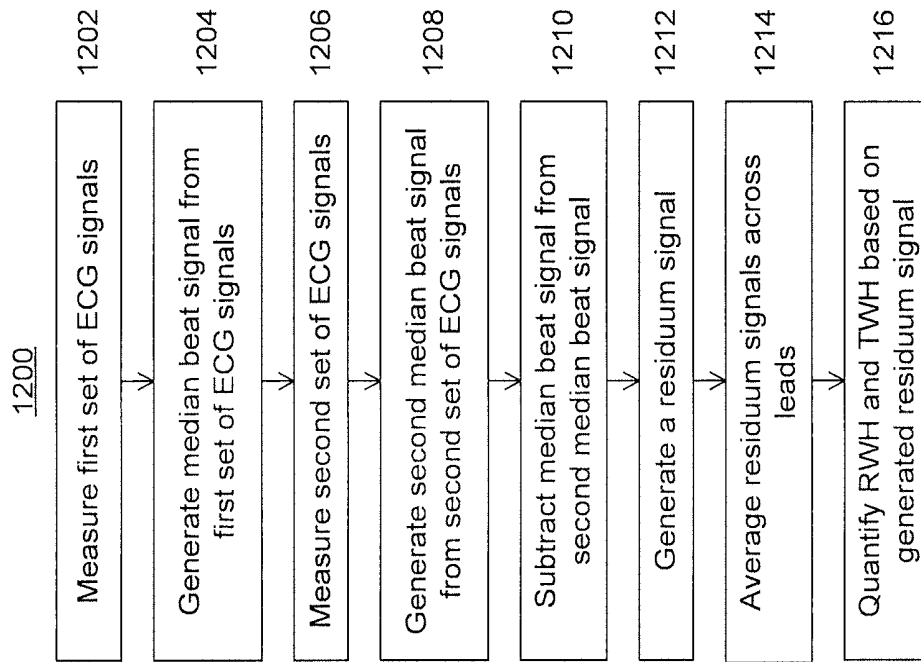 1200
Measure first set of ECG signals
1202
Generate median beat signal from
first set of ECG signals
1204
Measure second set of ECG signals
1206
Generate second median beat signal
from second set of ECG signals
1208
Subtract median beat signal from
second median beat signal
1210
Generate a residuum signal
1212
Average residuum signals across
leads
1214
Quantify RWH and TWH based on
generated residuum signal
1216